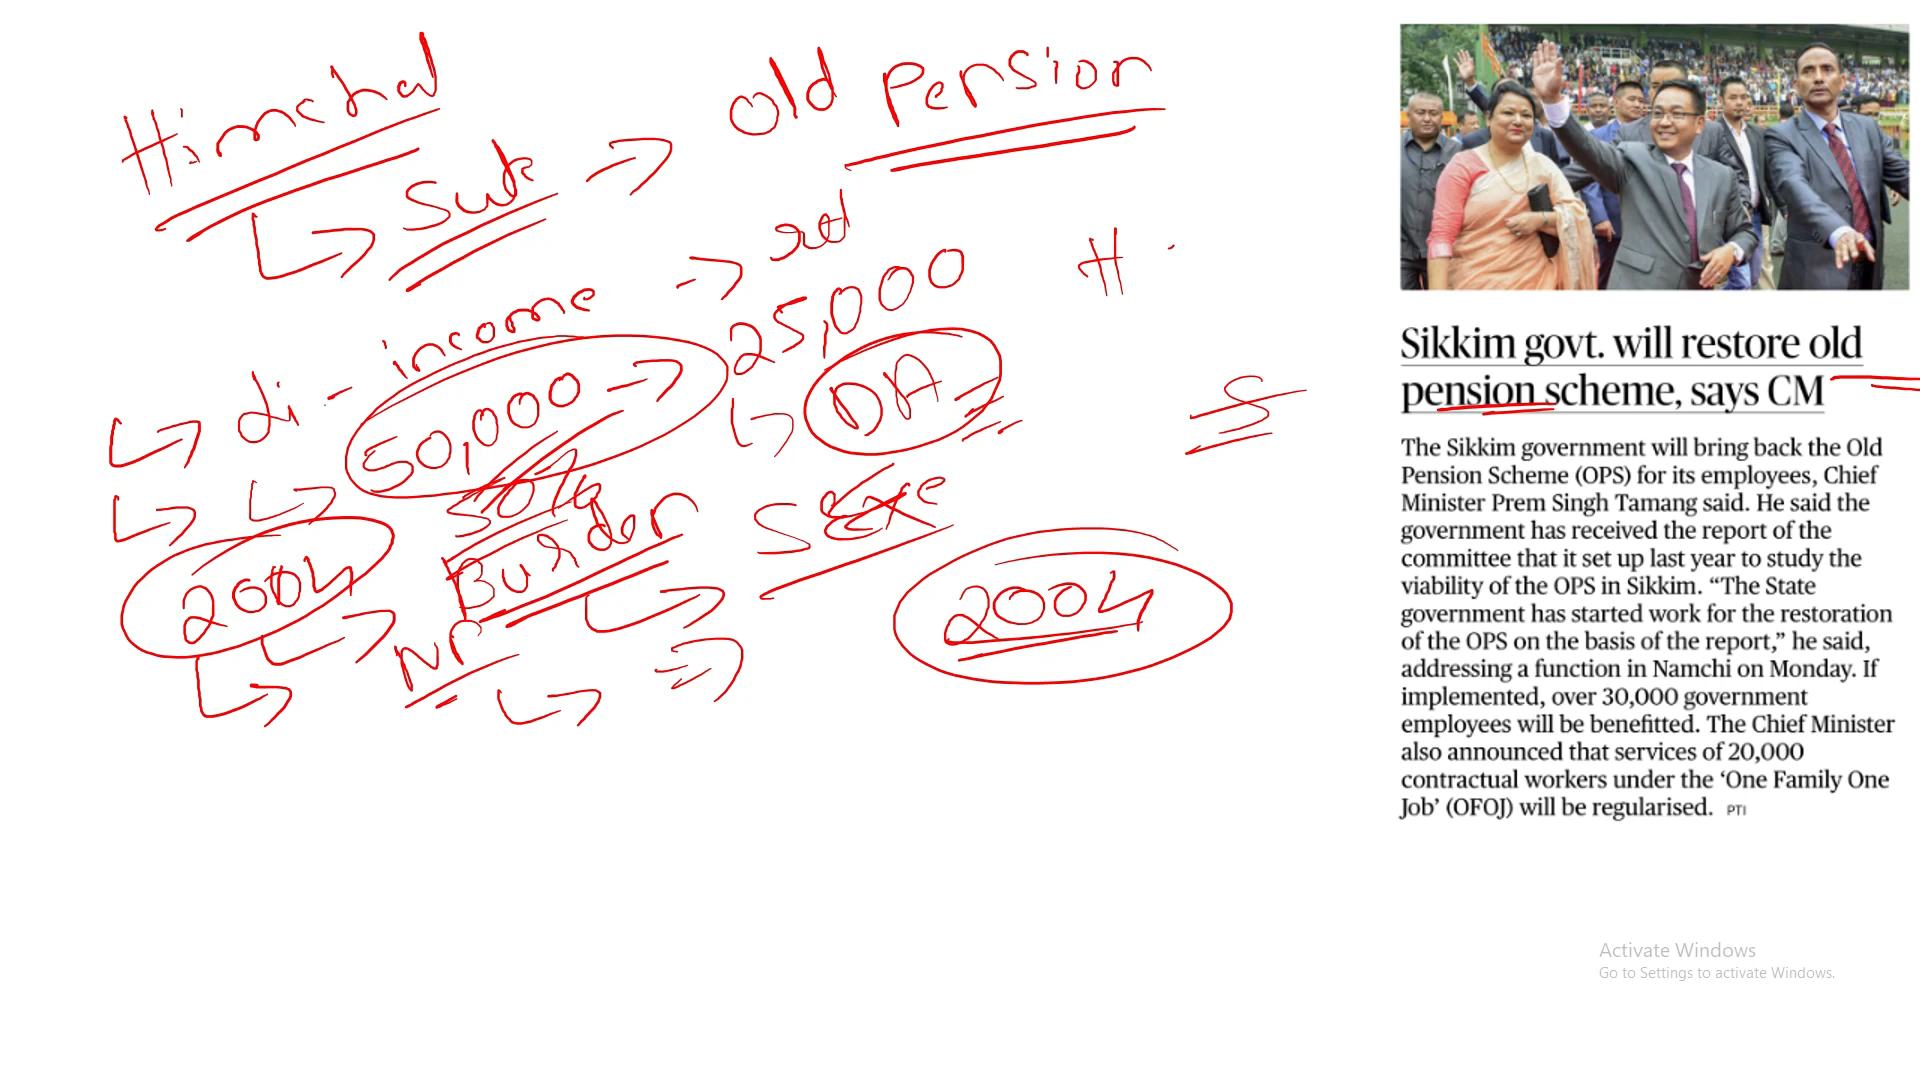 Himachal
Old Pension
Suk
ret
25,000
H
income
50,000
DA
S
50%
Burden
2004
2004
NP
Sikkim govt. will restore old
pension scheme, says CM
The Sikkim government will bring back the Old
Pension Scheme (OPS) for its employees, Chief
Minister Prem Singh Tamang said. He said the
government has received the report of the
committee that it set up last year to study the
viability of the OPS in Sikkim. “The State
government has started work for the restoration
of the OPS on the basis of the report,” he said,
addressing a function in Namchi on Monday. If
implemented, over 30,000 government
employees will be benefitted. The Chief Minister
also announced that services of 20,000
contractual workers under the ‘One Family One
Job’ (OFOJ) will be regularised. PTI
Activate Windows
Go to Settings to activate Windows.